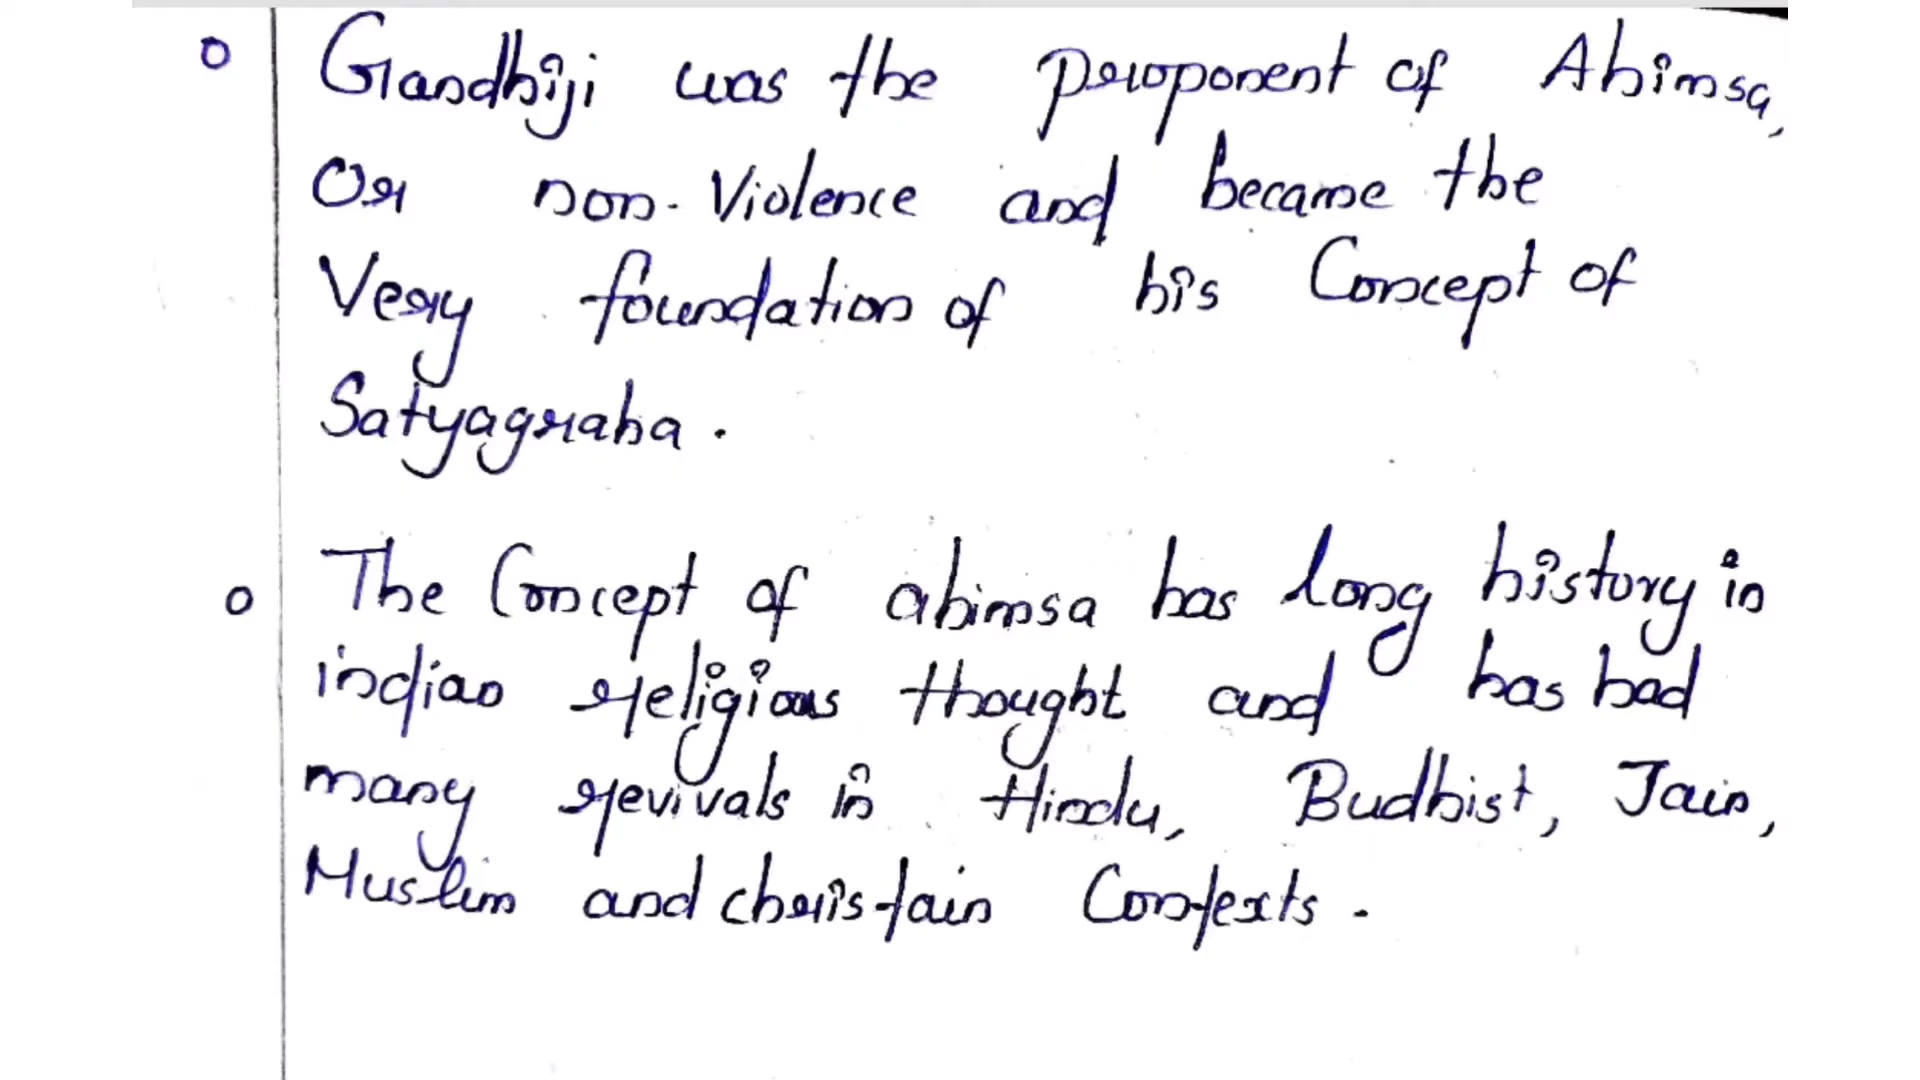 o Gandhiji was the proponent of Ahimsa,
Or non-Violence and became the
Very foundation of his Concept of
Satyagraha.
o The Concept of ahimsa has long history in
indian religious thought and has had
many revivals in Hindu, Budhist, Jain,
Muslim and christain Contexts.